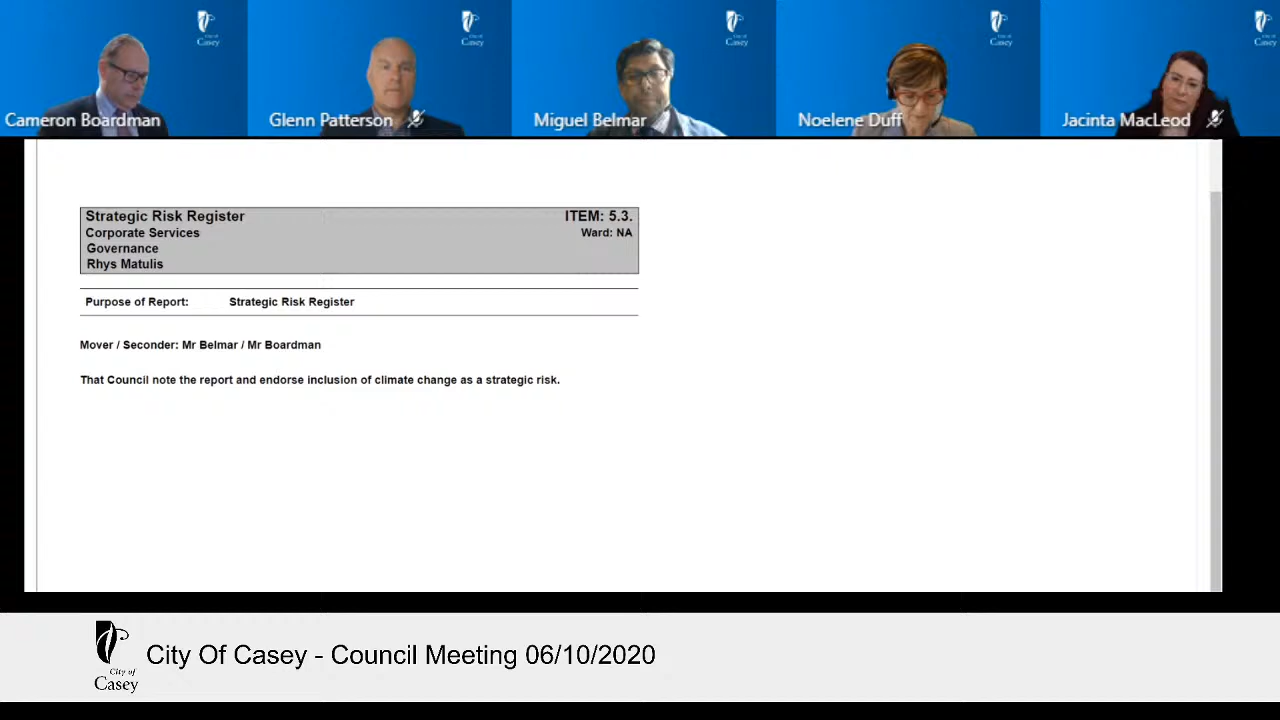 City of
Casey
City of
Casey
City of
Casey
City of
Casey
City of
Casey
Cameron Boardman
Glenn Patterson
Miguel Belmar
Noelene Duff
Jacinta MacLeod
Strategic Risk Register ITEM: 5.3.
Corporate Services Ward: NA
Governance
Rhys Matulis
Purpose of Report: Strategic Risk Register
Mover / Seconder: Mr Belmar / Mr Boardman
That Council note the report and endorse inclusion of climate change as a strategic risk.
City of
Casey
City Of Casey - Council Meeting 06/10/2020